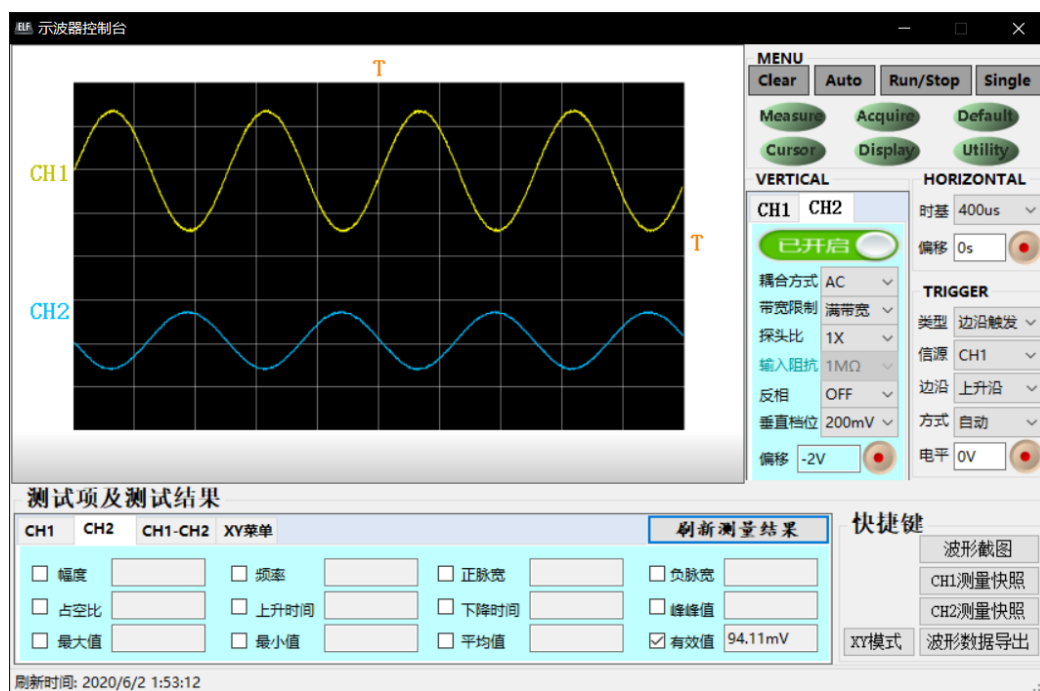 ELF 示波器控制台
T
CH1
T
CH2
MENU
Clear Auto Run/Stop Single
Measure Acquire Default
Cursor Display Utility
VERTICAL
CH1 CH2
已开启
耦合方式 AC
带宽限制 满带宽
探头比 1X
输入阻抗 1MΩ
反相 OFF
垂直档位 200mV
偏移 -2V
HORIZONTAL
时基 400us
偏移 0s
TRIGGER
类型 边沿触发
信源 CH1
边沿 上升沿
方式 自动
电平 0V
测试项及测试结果
CH1 CH2 CH1-CH2 XY菜单 刷新测量结果
幅度 频率 正脉宽 负脉宽
占空比 上升时间 下降时间 峰峰值
最大值 最小值 平均值 有效值 94.11mV
快捷键
波形截图
CH1测量快照
CH2测量快照
XY模式 波形数据导出
刷新时间: 2020/6/2 1:53:12